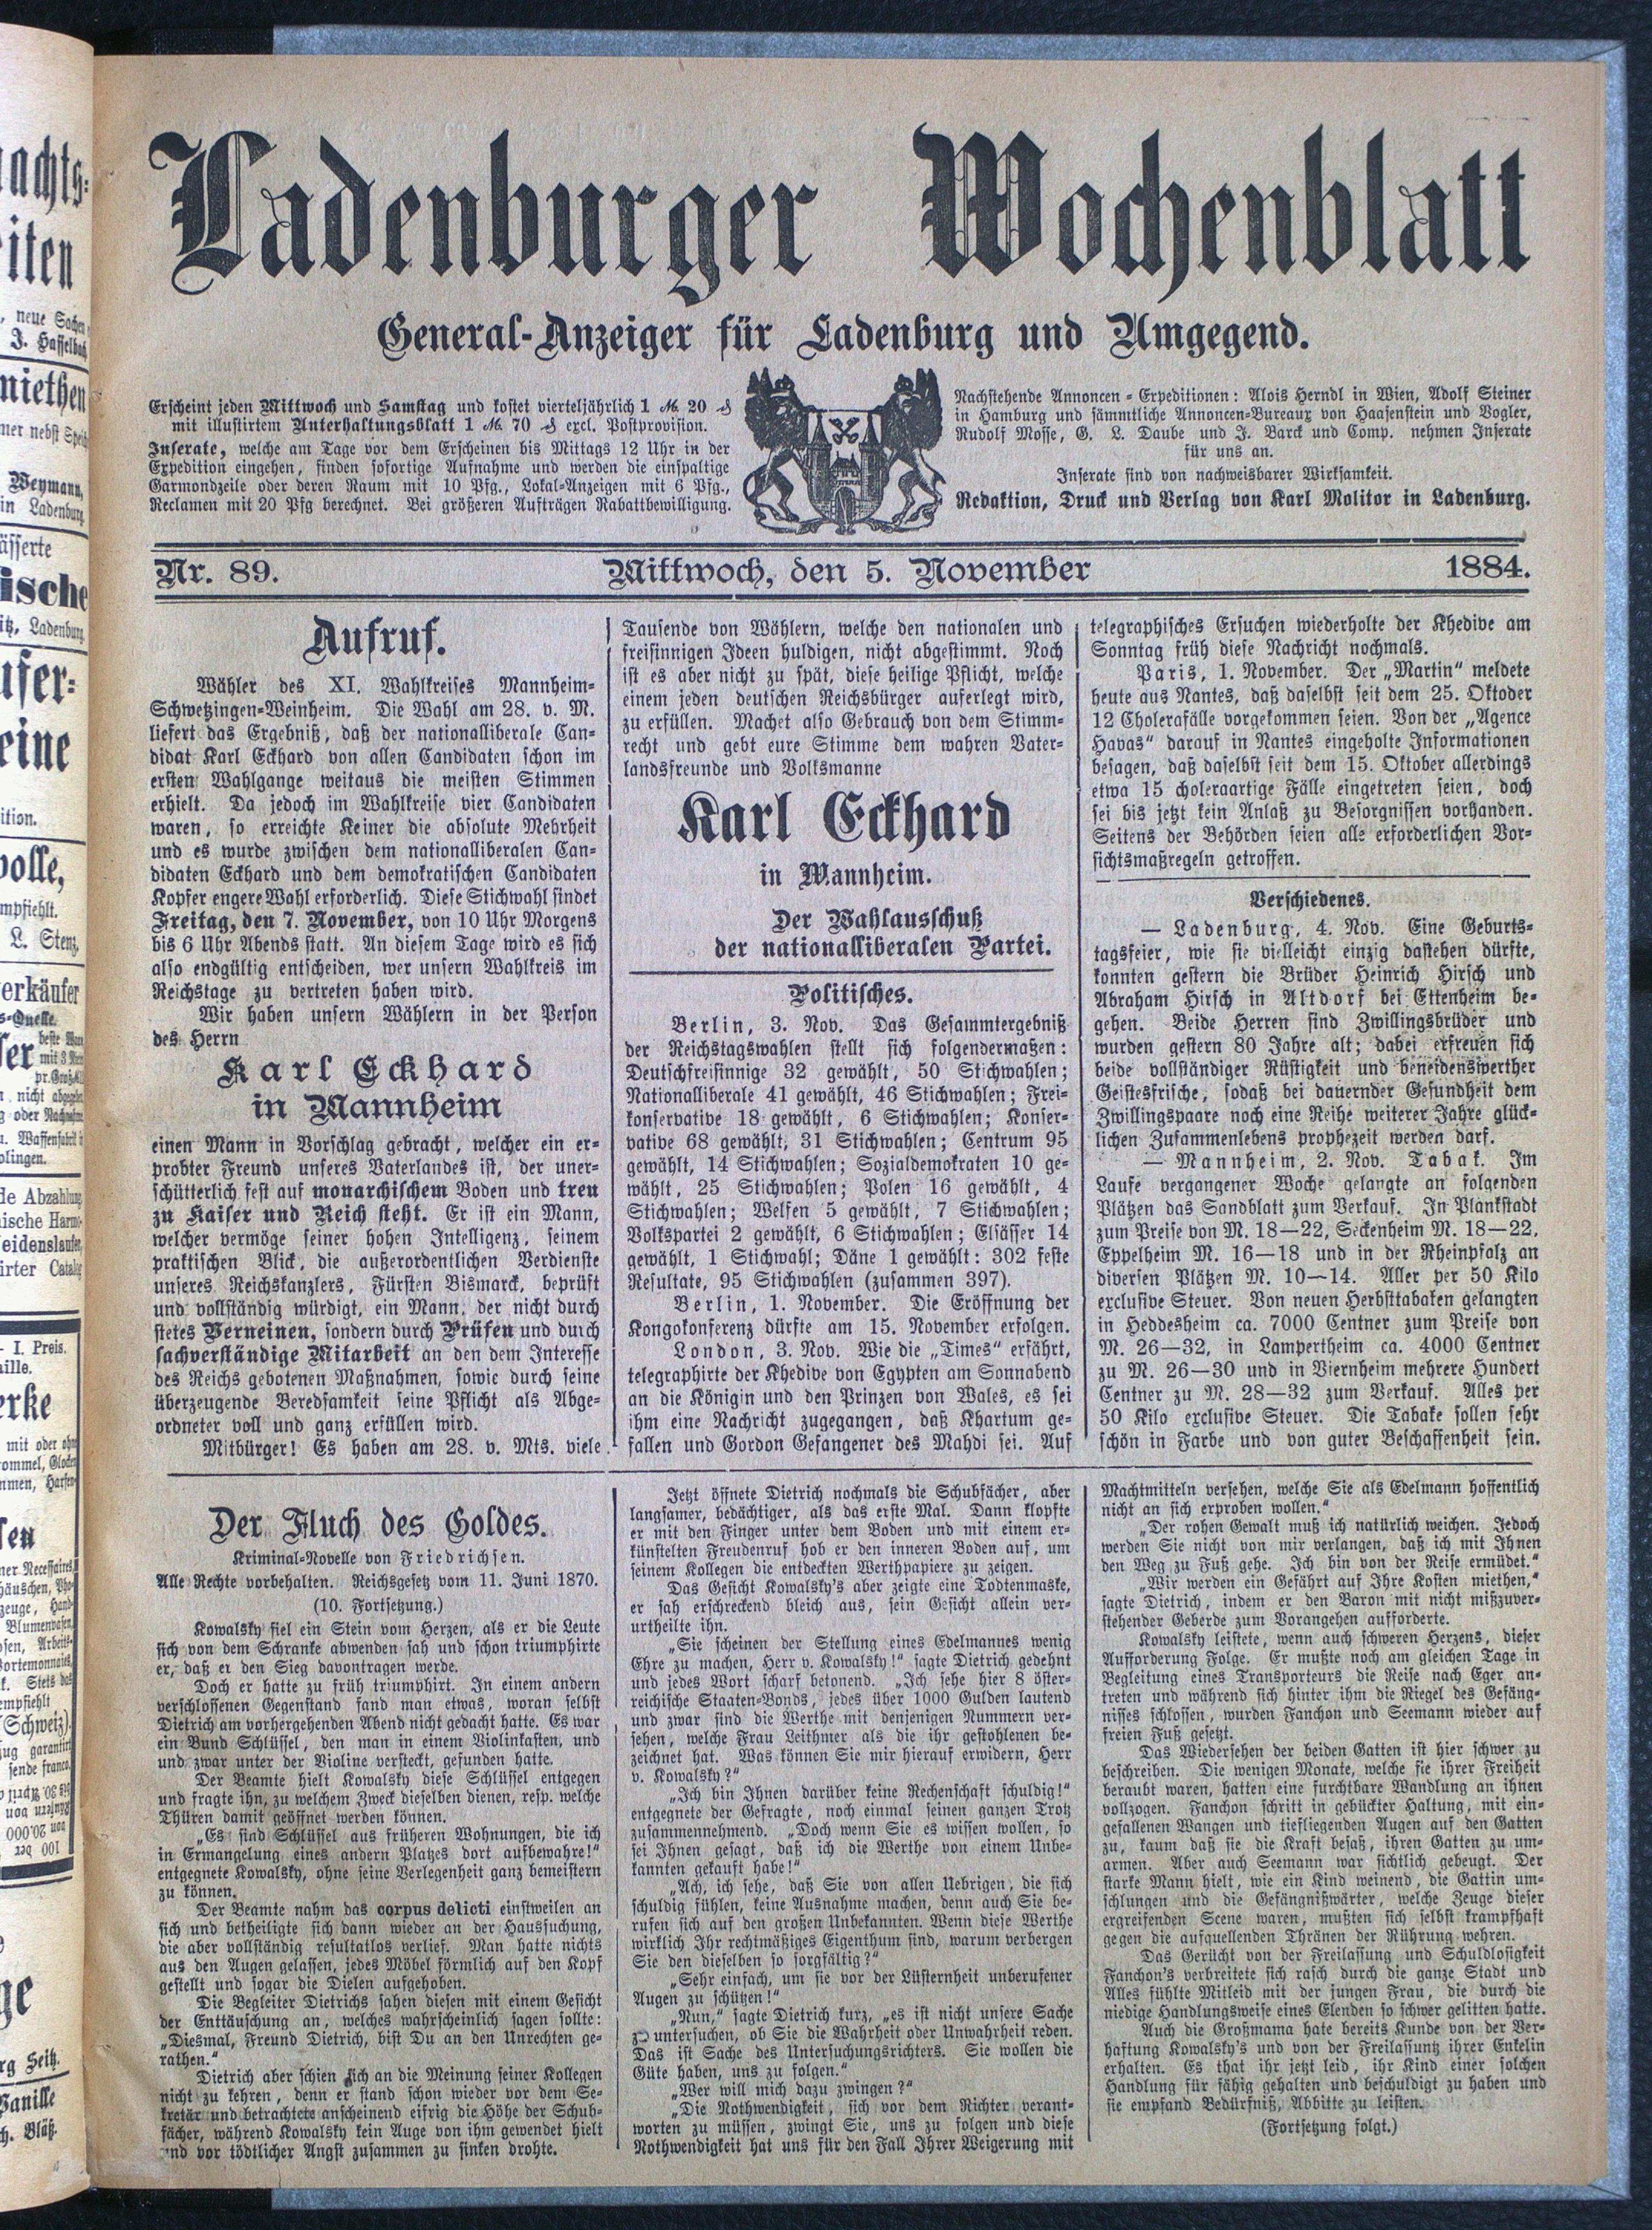 Ladenburger Wochenblatt
General-Anzeiger für Ladenburg und Umgegend.
Erscheint jeden Mittwoch und Samstag und kostet vierteljährlich 1 M. 20 ₰
mit illustirtem Unterhaltungsblatt 1 M. 70 ₰ excl. Postprovision.
Inserate, welche am Tage vor dem Erscheinen bis Mittags 12 Uhr in der
Expedition eingehen, finden sofortige Aufnahme und werden die einspaltige
Garmondzeile oder deren Raum mit 10 Pfg., Lokal-Anzeigen mit 6 Pfg.,
Reclamen mit 20 Pfg berechnet. Bei größeren Aufträgen Rabattbewilligung.
Nachstehende Annoncen-Expeditionen: Alois Herndl in Wien, Adolf Steiner
in Hamburg und sämmtliche Annoncen-Bureaux von Haasenstein und Vogler,
Rudolf Mosse, G. L. Daube und J. Barck und Comp. nehmen Inserate
für uns an.
Inserate sind von nachweisbarer Wirksamkeit.
Redaktion, Druck und Verlag von Karl Molitor in Ladenburg.
Nr. 89. Mittwoch, den 5. November 1884.
Aufruf.
Wähler des XI. Wahlkreises Mannheim-
Schwetzingen-Weinheim. Die Wahl am 28. v. M.
liefert das Ergebniß, daß der nationalliberale Can-
didat Karl Eckhard von allen Candidaten schon im
ersten Wahlgange weitaus die meisten Stimmen
erhielt. Da jedoch im Wahlkreise vier Candidaten
waren, so erreichte Keiner die absolute Mehrheit
und es wurde zwischen dem nationalliberalen Can-
didaten Eckhard und dem demokratischen Candidaten
Kopfer engere Wahl erforderlich. Diese Stichwahl findet
Freitag, den 7. November, von 10 Uhr Morgens
bis 6 Uhr Abends statt. An diesem Tage wird es sich
also endgültig entscheiden, wer unsern Wahlkreis im
Reichstage zu vertreten haben wird.
Wir haben unsern Wählern in der Person
des Herrn
Karl Eckhard
in Mannheim
einen Mann in Vorschlag gebracht, welcher ein er-
probter Freund unseres Vaterlandes ist, der uner-
schütterlich fest auf monarchischem Boden und treu
zu Kaiser und Reich steht. Er ist ein Mann,
welcher vermöge seiner hohen Intelligenz, seinem
praktischen Blick, die außerordentlichen Verdienste
unseres Reichskanzlers, Fürsten Bismarck, beprüft
und vollständig würdigt, ein Mann, der nicht durch
stetes Verneinen, sondern durch Prüfen und durch
sachverständige Mitarbeit an den dem Interesse
des Reichs gebotenen Maßnahmen, sowie durch seine
überzeugende Beredsamkeit seine Pflicht als Abge-
ordneter voll und ganz erfüllen wird.
Mitbürger! Es haben am 28. v. Mts. viele
Tausende von Wählern, welche den nationalen und
freisinnigen Ideen huldigen, nicht abgestimmt. Noch
ist es aber nicht zu spät, diese heilige Pflicht, welche
einem jeden deutschen Reichsbürger auferlegt wird,
zu erfüllen. Machet also Gebrauch von dem Stimm-
recht und gebt eure Stimme dem wahren Vater-
landsfreunde und Volksmanne
Karl Eckhard
in Mannheim.
Der Wahlausschuß
der nationalliberalen Partei.
Politisches.
Berlin, 3. Nov. Das Gesammtergebniß
der Reichstagswahlen stellt sich folgendermaßen:
Deutschfreisinnige 32 gewählt, 50 Stichwahlen;
Nationalliberale 41 gewählt, 46 Stichwahlen; Frei-
konservative 18 gewählt, 6 Stichwahlen; Konser-
vative 68 gewählt, 31 Stichwahlen; Centrum 95
gewählt, 14 Stichwahlen; Sozialdemokraten 10 ge-
wählt, 25 Stichwahlen; Polen 16 gewählt, 4
Stichwahlen; Welfen 5 gewählt, 7 Stichwahlen;
Volkspartei 2 gewählt, 6 Stichwahlen; Elsässer 14
gewählt, 1 Stichwahl; Däne 1 gewählt: 302 feste
Resultate, 95 Stichwahlen (zusammen 397).
Berlin, 1. November. Die Eröffnung der
Kongokonferenz dürfte am 15. November erfolgen.
London, 3. Nov. Wie die „Times" erfährt,
telegraphirte der Khedive von Egypten am Sonnabend
an die Königin und den Prinzen von Wales, es sei
ihm eine Nachricht zugegangen, daß Khartum ge-
fallen und Gordon Gefangener des Mahdi sei. Auf
telegraphisches Ersuchen wiederholte der Khedive am
Sonntag früh diese Nachricht nochmals.
Paris, 1. November. Der „Martin" meldete
heute aus Nantes, daß daselbst seit dem 25. Oktober
12 Cholerafälle vorgekommen seien. Von der „Agence
Havas" darauf in Nantes eingeholte Informationen
besagen, daß daselbst seit dem 15. Oktober allerdings
etwa 15 choleraartige Fälle eingetreten seien, doch
sei bis jetzt kein Anlaß zu Besorgnissen vorhanden.
Seitens der Behörden seien alle erforderlichen Vor-
sichtsmaßregeln getroffen.
Verschiedenes.
— Ladenburg, 4. Nov. Eine Geburts-
tagsfeier, wie sie vielleicht einzig dastehen dürfte,
konnten gestern die Brüder Heinrich Hirsch und
Abraham Hirsch in Altdorf bei Ettenheim be-
gehen. Beide Herren sind Zwillingsbrüder und
wurden gestern 80 Jahre alt; dabei erfreuen sich
beide vollständiger Rüstigkeit und beneidenswerther
Geistesfrische, sodaß bei dauernder Gesundheit dem
Zwillingspaare noch eine Reihe weiterer Jahre glück-
lichen Zusammenlebens prophezeit werden darf.
— Mannheim, 2. Nov. Tabak. Im
Laufe vergangener Woche gelangte an folgenden
Plätzen das Sandblatt zum Verkauf. In Plankstadt
zum Preise von M. 18—22, Seckenheim M. 18—22,
Eppelheim M. 16—18 und in der Rheinpfalz an
diversen Plätzen M. 10—14. Aller per 50 Kilo
exclusive Steuer. Von neuen Herbsttabaken gelangten
in Heddesheim ca. 7000 Centner zum Preise von
M. 26—32, in Lampertheim ca. 4000 Centner
zu M. 26—30 und in Viernheim mehrere Hundert
Centner zu M. 28—32 zum Verkauf. Alles per
50 Kilo exclusive Steuer. Die Tabake sollen sehr
schön in Farbe und von guter Beschaffenheit sein.
Der Fluch des Goldes.
Kriminal-Novelle von Friedrichsen.
Alle Rechte vorbehalten. Reichsgesetz vom 11. Juni 1870.
(10. Fortsetzung.)
Kowalsky fiel ein Stein vom Herzen, als er die Leute
sich von dem Schranke abwenden sah und schon triumphirte
er, daß er den Sieg davontragen werde.
Doch er hatte zu früh triumphirt. In einem andern
verschlossenen Gegenstand fand man etwas, woran selbst
Dietrich am vorhergehenden Abend nicht gedacht hatte. Es war
ein Bund Schlüssel, den man in einem Violinkasten, und
und zwar unter der Violine versteckt, gefunden hatte.
Der Beamte hielt Kowalsky diese Schlüssel entgegen
und fragte ihn, zu welchem Zweck dieselben dienen, resp. welche
Thüren damit geöffnet werden können.
„Es sind Schlüssel aus früheren Wohnungen, die ich
in Ermangelung eines andern Platzes dort aufbewahre!"
entgegnete Kowalsky, ohne seine Verlegenheit ganz bemeistern
zu können.
Der Beamte nahm das corpus delicti einstweilen an
sich und betheiligte sich dann wieder an der Haussuchung,
die aber vollständig resultatlos verlief. Man hatte nichts
aus den Augen gelassen, jedes Möbel förmlich auf den Kopf
gestellt und sogar die Dielen aufgehoben.
Die Begleiter Dietrichs sahen diesen mit einem Gesicht
der Enttäuschung an, welches wahrscheinlich sagen sollte:
„Diesmal, Freund Dietrich, bist Du an den Unrechten ge-
rathen."
Dietrich aber schien sich an die Meinung seiner Kollegen
nicht zu kehren, denn er stand schon wieder vor dem Se-
kretär und betrachtete anscheinend eifrig die Höhe der Schub-
fächer, während Kowalsky kein Auge von ihm gewendet hielt
und vor tödtlicher Angst zusammen zu sinken drohte.
Jetzt öffnete Dietrich nochmals die Schubfächer, aber
langsamer, bedächtiger, als das erste Mal. Dann klopfte
er mit den Finger unter dem Boden und mit einem er-
künstelten Freudenruf hob er den inneren Boden auf, um
seinem Kollegen die entdeckten Werthpapiere zu zeigen.
Das Gesicht Kowalsky's aber zeigte eine Todtenmaske,
er sah erschreckend bleich aus, sein Gesicht allein ver-
urtheilte ihn.
„Sie scheinen der Stellung eines Edelmannes wenig
Ehre zu machen, Herr v. Kowalsky!" sagte Dietrich gedehnt
und jedes Wort scharf betonend. „Ich sehe hier 8 öster-
reichische Staaten-Bonds, jedes über 1000 Gulden lautend
und zwar sind die Werthe mit denjenigen Nummern ver-
sehen, welche Frau Leithmer als die ihr gestohlenen be-
zeichnet hat. Was können Sie mir hierauf erwidern, Herr
v. Kowalsky?"
„Ich bin Ihnen darüber keine Rechenschaft schuldig!"
entgegnete der Gefragte, noch einmal seinen ganzen Trotz
zusammennehmend. „Doch wenn Sie es wissen wollen, so
sei Ihnen gesagt, daß ich die Werthe von einem Unbe-
kannten gekauft habe!"
„Ach, ich sehe, daß Sie von allen Uebrigen, die sich
schuldig fühlen, keine Ausnahme machen, denn auch Sie be-
rufen sich auf den großen Unbekannten. Wenn diese Werthe
wirklich Ihr rechtmäßiges Eigenthum sind, warum verbergen
Sie den dieselben so sorgfältig?"
„Sehr einfach, um sie vor der Lüsternheit unberufener
Augen zu schützen!"
„Nun," sagte Dietrich kurz, „es ist nicht unsere Sache
zu untersuchen, ob Sie die Wahrheit oder Unwahrheit reden.
Das ist Sache des Untersuchungsrichters. Sie wollen die
Güte haben, uns zu folgen."
„Wer will mich dazu zwingen?"
„Die Nothwendigkeit, sich vor dem Richter verant-
worten zu müssen, zwingt Sie, uns zu folgen und diese
Nothwendigkeit hat uns für den Fall Ihrer Weigerung mit
Machtmitteln versehen, welche Sie als Edelmann hoffentlich
nicht an sich erproben wollen."
„Der rohen Gewalt muß ich natürlich weichen. Jedoch
werden Sie nicht von mir verlangen, daß ich mit Ihnen
den Weg zu Fuß gehe. Ich bin von der Reise ermüdet."
„Wir werden ein Gefährt auf Ihre Kosten miethen,"
sagte Dietrich, indem er den Baron mit nicht mißzuver-
stehender Geberde zum Vorangehen aufforderte.
Kowalsky leistete, wenn auch schweren Herzens, dieser
Aufforderung Folge. Er mußte noch am gleichen Tage in
Begleitung eines Transporteurs die Reise nach Eger an-
treten und während sich hinter ihm die Riegel des Gefäng-
nisses schlossen, wurden Fanchon und Seemann wieder auf
freien Fuß gesetzt.
Das Wiedersehen der beiden Gatten ist hier schwer zu
beschreiben. Die wenigen Monate, welche sie ihrer Freiheit
beraubt waren, hatten eine furchtbare Wandlung an ihnen
vollzogen. Fanchon schritt in gebückter Haltung, mit ein-
gefallenen Wangen und tiefliegenden Augen auf den Gatten
zu, kaum daß sie die Kraft besaß, ihren Gatten zu um-
armen. Aber auch Seemann war sichtlich gebeugt. Der
starke Mann hielt, wie ein Kind weinend, die Gattin um-
schlungen und die Gefängnißwärter, welche Zeuge dieser
ergreifenden Scene waren, mußten sich selbst krampfhaft
gegen die aufquellenden Thränen der Rührung wehren.
Das Gerücht von der Freilassung und Schuldlosigkeit
Fanchon's verbreitete sich rasch durch die ganze Stadt und
Alles fühlte Mitleid mit der jungen Frau, die durch die
niedige Handlungsweise eines Elenden so schwer gelitten hatte.
Auch die Großmama hate bereits Kunde von der Ver-
haftung Kowalsky's und von der Freilassuntz ihrer Enkelin
erhalten. Es that ihr jetzt leid, ihr Kind einer solchen
Handlung für fähig gehalten und beschuldigt zu haben und
sie empfand Bedürfniß, Abbitte zu leisten.
(Fortsetzung folgt.)